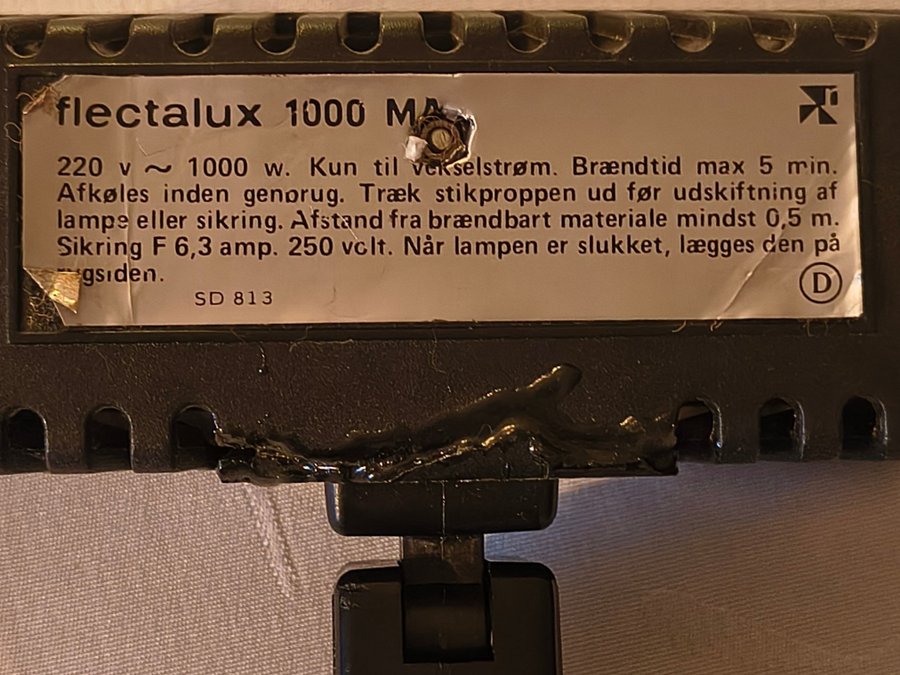 flectalux 1000 MA
220 v ~ 1000 w. Kun til vekselstrøm. Brændtid max 5 min.
Afkøles inden genbrug. Træk stikproppen ud før udskiftning af
lampe eller sikring. Afstand fra brændbart materiale mindst 0,5 m.
Sikring F 6,3 amp. 250 volt. Når lampen er slukket, lægges den på
rygsiden.
SD 813
D